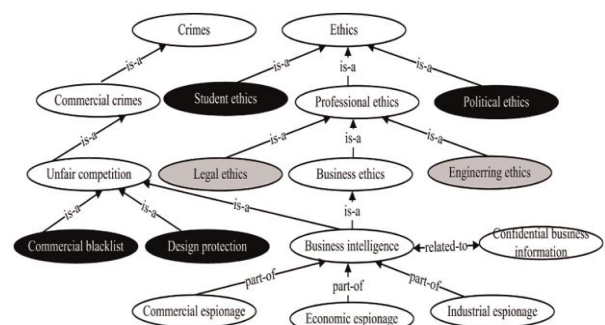 Crimes
Ethics
is-a
is-a
is-a
is-a
Commercial crimes
Student ethics
Professional ethics
Political ethics
is-a
is-a
is-a
is-a
Unfair competition
Legal ethics
Business ethics
Enginerring ethics
is-a
is-a
is-a
is-a
Commercial blacklist
Design protection
Business intelligence
related-to
Confidential business
information
part-of
part-of
part-of
Commercial espionage
Economic espionage
Industrial espionage